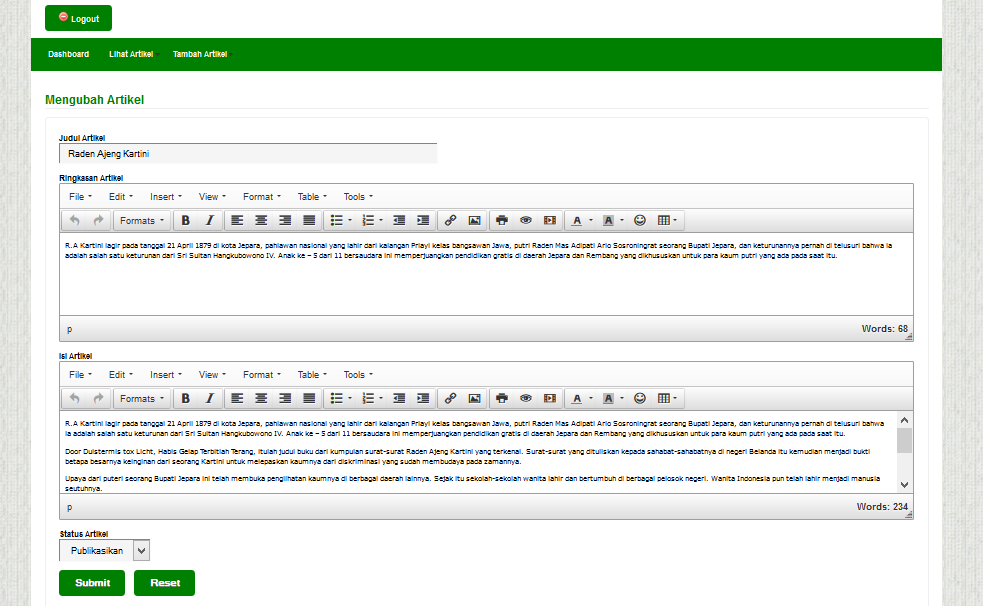 Logout
Dashboard Lihat Artikel Tambah Artikel
Mengubah Artikel
Judul Artikel
Raden Ajeng Kartini
Ringkasan Artikel
File Edit Insert View Format Table Tools
Formats B I A A
R.A Kartini lagir pada tanggal 21 April 1879 di kota Jepara, pahlawan nasional yang lahir dari kalangan Priayi kelas bangsawan Jawa, putri Raden Mas Adipati Ario Sosroningrat seorang Bupati Jepara, dan keturunannya pernah di telusuri bahwa ia
adalah salah satu keturunan dari Sri Sultan Hangkubowono IV. Anak ke – 5 dari 11 bersaudara ini memperjuangkan pendidikan gratis di daerah Jepara dan Rembang yang dikhususkan untuk para kaum putri yang ada pada saat itu.
p Words: 68
Isi Artikel
File Edit Insert View Format Table Tools
Formats B I A A
R.A Kartini lagir pada tanggal 21 April 1879 di kota Jepara, pahlawan nasional yang lahir dari kalangan Priayi kelas bangsawan Jawa, putri Raden Mas Adipati Ario Sosroningrat seorang Bupati Jepara, dan keturunannya pernah di telusuri bahwa
ia adalah salah satu keturunan dari Sri Sultan Hangkubowono IV. Anak ke – 5 dari 11 bersaudara ini memperjuangkan pendidikan gratis di daerah Jepara dan Rembang yang dikhususkan untuk para kaum putri yang ada pada saat itu.
Door Duistermis tox Licht, Habis Gelap Terbitlah Terang, itulah judul buku dari kumpulan surat-surat Raden Ajeng Kartini yang terkenal. Surat-surat yang dituliskan kepada sahabat-sahabatnya di negeri Belanda itu kemudian menjadi bukti
betapa besarnya keinginan dari seorang Kartini untuk melepaskan kaumnya dari diskriminasi yang sudah membudaya pada zamannya.
Upaya dari puteri seorang Bupati Jepara ini telah membuka penglihatan kaumnya di berbagai daerah lainnya. Sejak itu sekolah-sekolah wanita lahir dan bertumbuh di berbagai pelosok negeri. Wanita Indonesia pun telah lahir menjadi manusia
seutuhnya.
p Words: 234
Status Artikel
Publikasikan
Submit Reset